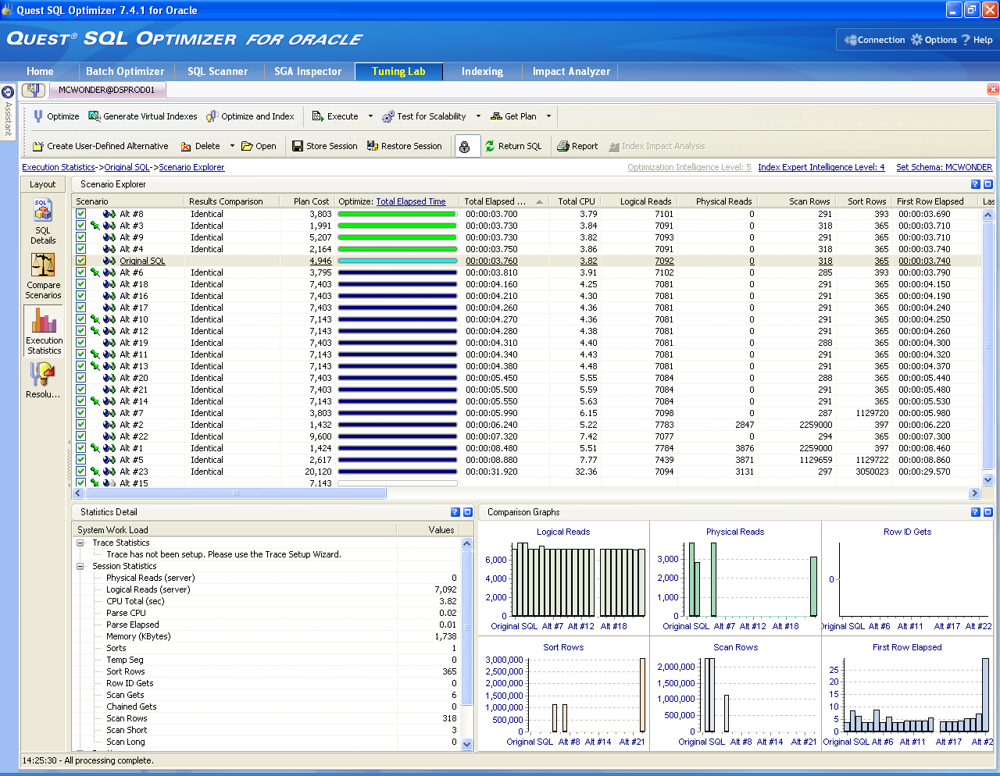 Quest SQL Optimizer 7.4.1 for Oracle
QUEST® SQL OPTIMIZER FOR ORACLE
Connection Options Help
Home Batch Optimizer SQL Scanner SGA Inspector Tuning Lab Indexing Impact Analyzer
Assistant
MCWONDER@DSPROD01
Optimize Generate Virtual Indexes Optimize and Index Execute Test for Scalability Get Plan
Create User-Defined Alternative Delete Open Store Session Restore Session Return SQL Report Index Impact Analysis
Execution Statistics->Original SQL->Scenario Explorer Optimization Intelligence Level: 5 Index Expert Intelligence Level: 4 Set Schema: MCWONDER
Layout
SQL
Details
Compare
Scenarios
Execution
Statistics
Resolu...
Scenario Explorer
Scenario Results Comparison Plan Cost Optimize: Total Elapsed Time Total Elapsed ... Total CPU Logical Reads Physical Reads Scan Rows Sort Rows First Row Elapsed Las
Alt #8 Identical 3,803 00:00:03.700 3.79 7101 0 291 393 00:00:03.690
Alt #3 Identical 1,991 00:00:03.730 3.84 7091 0 318 365 00:00:03.710
Alt #9 Identical 5,207 00:00:03.730 3.82 7093 0 291 365 00:00:03.710
Alt #4 Identical 2,164 00:00:03.750 3.86 7091 0 318 365 00:00:03.740
Original SQL 4,946 00:00:03.760 3.82 7092 0 318 365 00:00:03.740
Alt #6 Identical 3,795 00:00:03.810 3.91 7102 0 285 393 00:00:03.790
Alt #18 Identical 7,403 00:00:04.160 4.25 7081 0 291 365 00:00:04.150
Alt #16 Identical 7,403 00:00:04.210 4.30 7081 0 291 365 00:00:04.190
Alt #17 Identical 7,403 00:00:04.260 4.36 7081 0 291 365 00:00:04.240
Alt #10 Identical 7,143 00:00:04.270 4.36 7081 0 291 365 00:00:04.250
Alt #12 Identical 7,143 00:00:04.280 4.38 7081 0 291 365 00:00:04.260
Alt #19 Identical 7,403 00:00:04.310 4.40 7081 0 288 365 00:00:04.300
Alt #11 Identical 7,143 00:00:04.340 4.43 7081 0 291 365 00:00:04.320
Alt #13 Identical 7,143 00:00:04.380 4.48 7081 0 291 365 00:00:04.370
Alt #20 Identical 7,403 00:00:05.450 5.55 7084 0 288 365 00:00:05.440
Alt #21 Identical 7,403 00:00:05.500 5.59 7084 0 291 365 00:00:05.480
Alt #14 Identical 7,143 00:00:05.550 5.63 7084 0 291 365 00:00:05.530
Alt #7 Identical 3,803 00:00:05.990 6.15 7098 0 287 1129720 00:00:05.980
Alt #2 Identical 1,432 00:00:06.240 5.22 7783 2847 2259000 397 00:00:06.220
Alt #22 Identical 9,600 00:00:07.320 7.42 7077 0 294 365 00:00:07.300
Alt #1 Identical 1,424 00:00:08.480 5.51 7784 3876 2259000 397 00:00:08.460
Alt #5 Identical 2,617 00:00:08.880 7.77 7439 3871 1129659 1129722 00:00:08.860
Alt #23 Identical 20,120 00:00:31.920 32.36 7094 3131 297 3050023 00:00:29.570
Alt #15 7,143
Statistics Detail
System Work Load Values
Trace Statistics
Trace has not been setup. Please use the Trace Setup Wizard.
Session Statistics
Physical Reads (server) 0
Logical Reads (server) 7,092
CPU Total (sec) 3.82
Parse CPU 0.02
Parse Elapsed 0.01
Memory (KBytes) 1,738
Sorts 1
Temp Seg 0
Sort Rows 365
Row ID Gets 0
Scan Gets 6
Chained Gets 0
Scan Rows 318
Scan Short 3
Scan Long 0
Comparison Graphs
Logical Reads
6,000
4,000
2,000
0
Original SQL Alt #7 Alt #12 Alt #18
Physical Reads
3,000
2,000
1,000
0
Original SQL Alt #7 Alt #12 Alt #18
Row ID Gets
0
Original SQL Alt #6 Alt #11 Alt #17 Alt #22
Sort Rows
3,000,000
2,500,000
2,000,000
1,500,000
1,000,000
500,000
0
Original SQL Alt #8 Alt #14 Alt #21
Scan Rows
2,000,000
1,500,000
1,000,000
500,000
0
Original SQL Alt #8 Alt #14 Alt #21
First Row Elapsed
25
20
15
10
5
0
Original SQL Alt #6 Alt #11 Alt #17 Alt #2
14:25:30 - All processing complete.